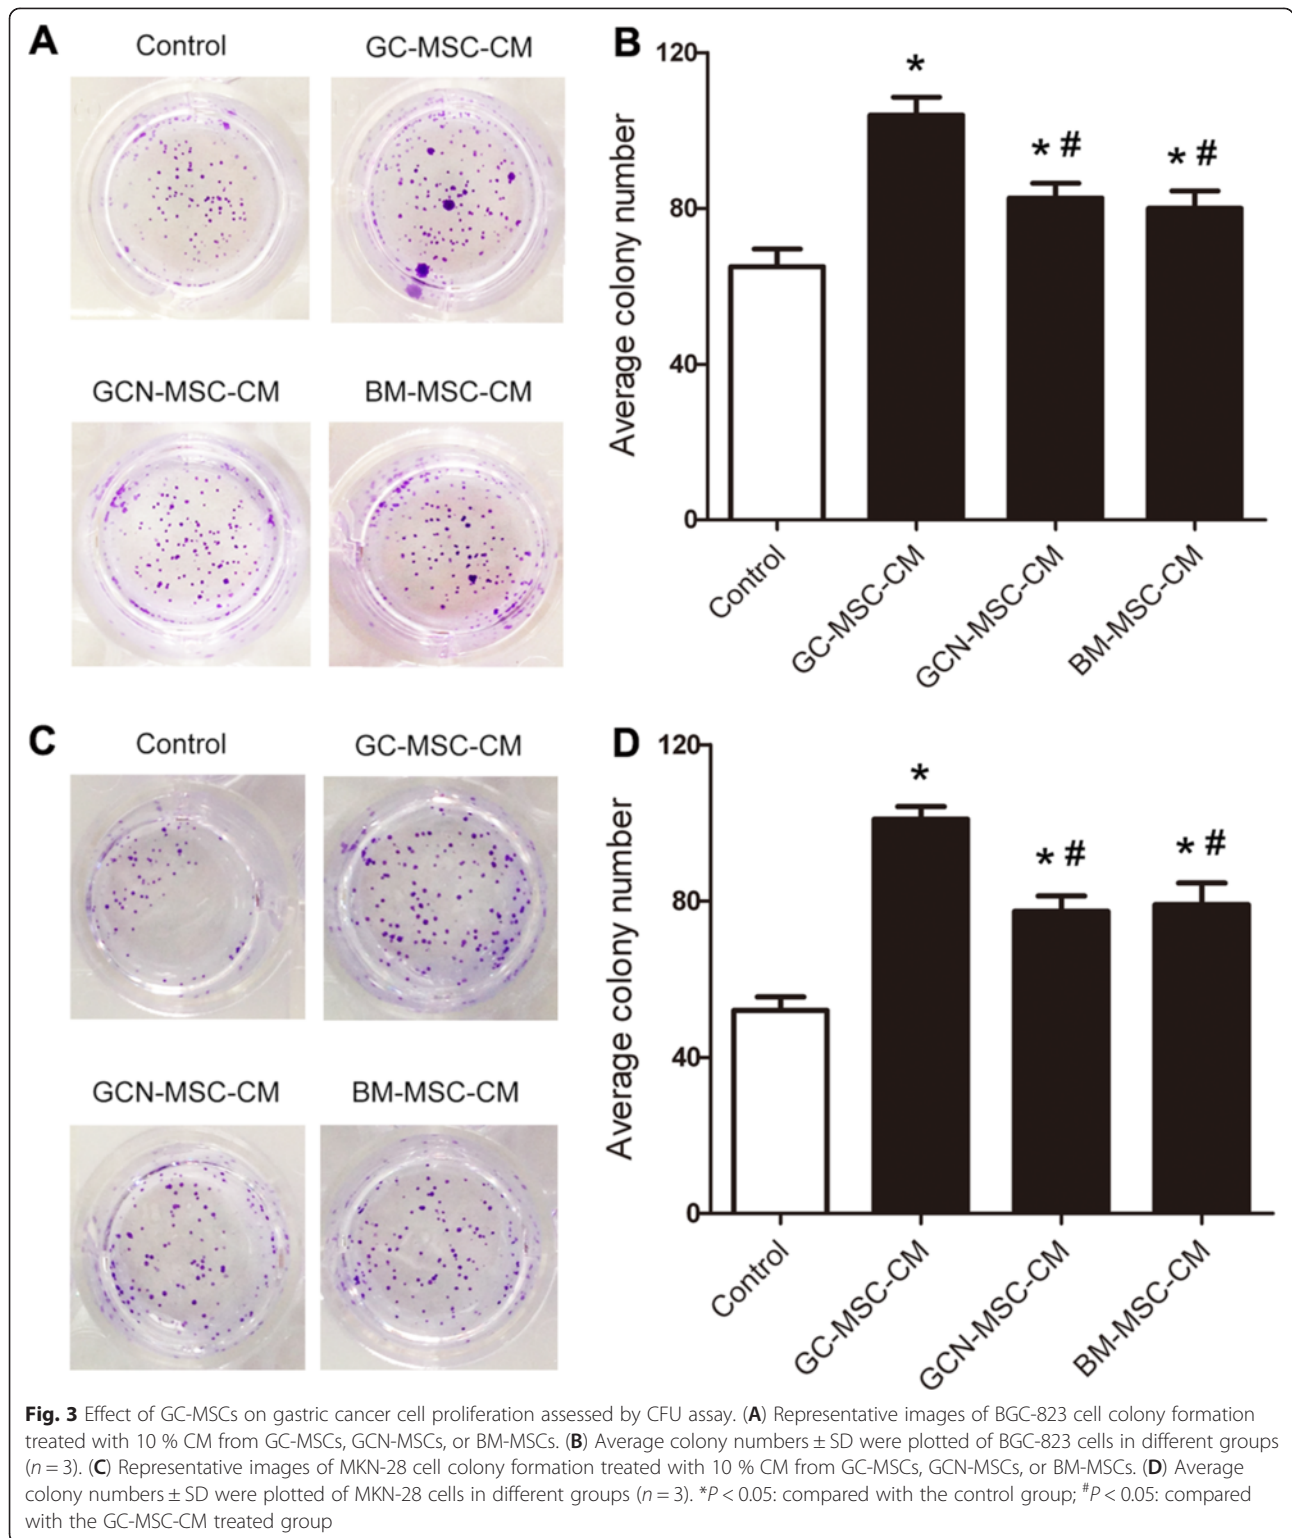 A
Control
GC-MSC-CM
GCN-MSC-CM
BM-MSC-CM
B
Average colony number
120
80
40
0
*
* #
* #
Control
GC-MSC-CM
GCN-MSC-CM
BM-MSC-CM
C
Control
GC-MSC-CM
GCN-MSC-CM
BM-MSC-CM
D
Average colony number
120
80
40
0
*
* #
* #
Control
GC-MSC-CM
GCN-MSC-CM
BM-MSC-CM
Fig. 3 Effect of GC-MSCs on gastric cancer cell proliferation assessed by CFU assay. (A) Representative images of BGC-823 cell colony formation
treated with 10 % CM from GC-MSCs, GCN-MSCs, or BM-MSCs. (B) Average colony numbers ± SD were plotted of BGC-823 cells in different groups
(n = 3). (C) Representative images of MKN-28 cell colony formation treated with 10 % CM from GC-MSCs, GCN-MSCs, or BM-MSCs. (D) Average
colony numbers ± SD were plotted of MKN-28 cells in different groups (n = 3). *P < 0.05: compared with the control group; #P < 0.05: compared
with the GC-MSC-CM treated group